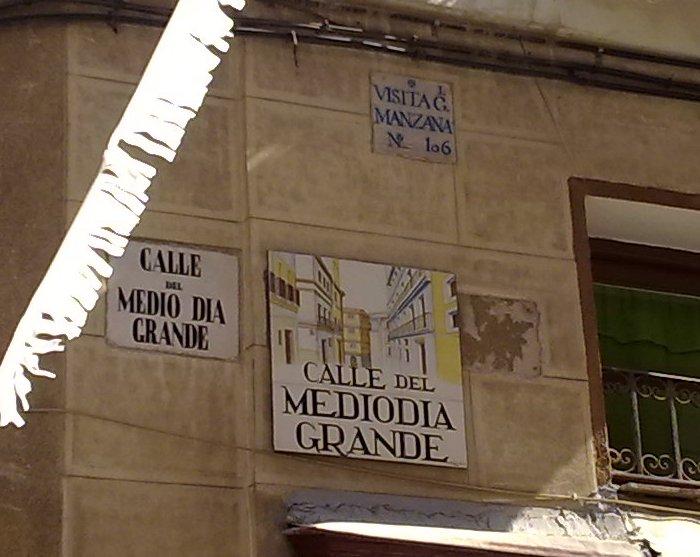 VISITA G.L
MANZANA
Nº 106
CALLE
DEL
MEDIO DIA
GRANDE
CALLE DEL
MEDIODIA
GRANDE